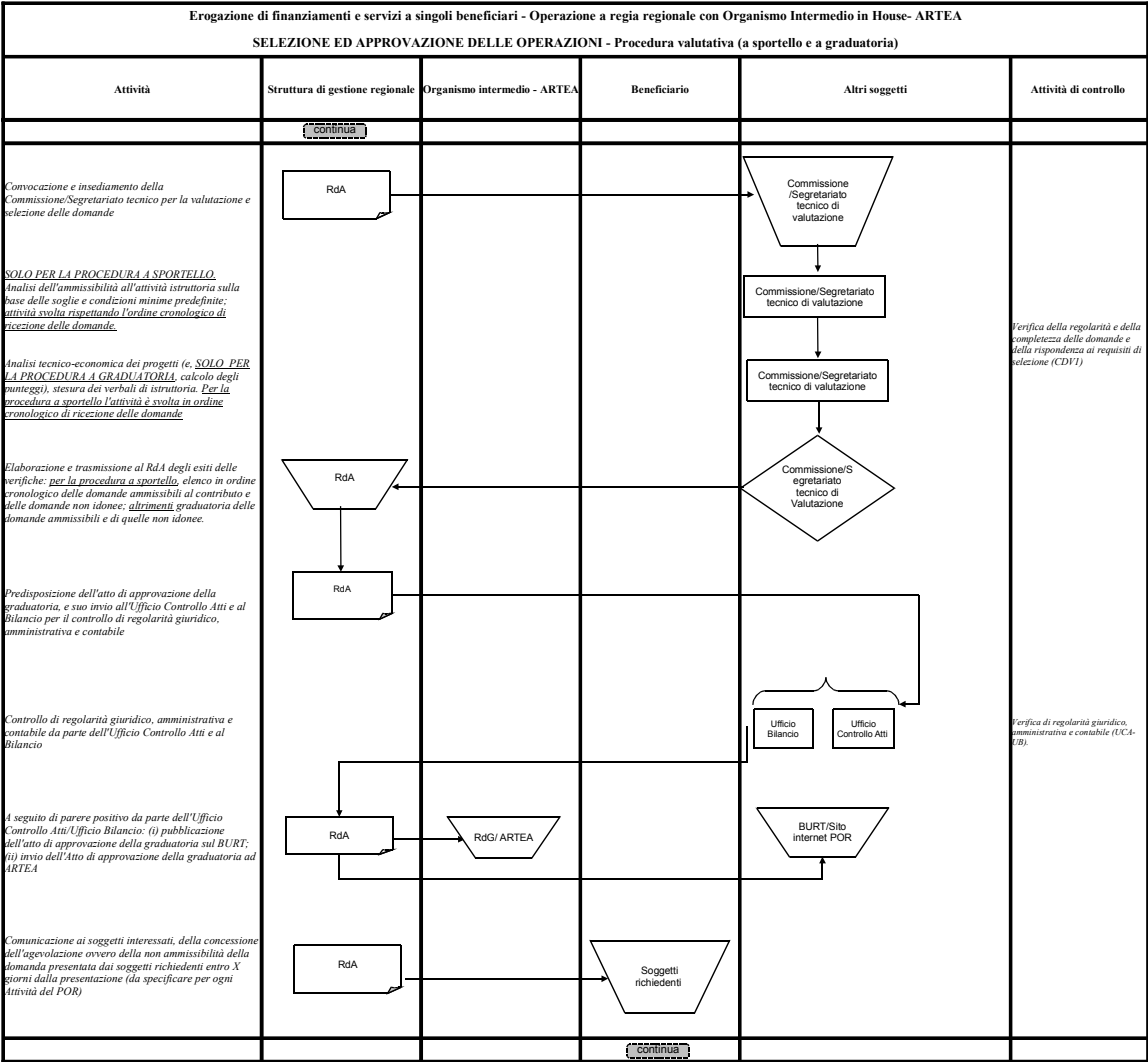 Erogazione di finanziamenti e servizi a singoli beneficiari - Operazione a regia regionale con Organismo Intermedio in House- ARTEA
SELEZIONE ED APPROVAZIONE DELLE OPERAZIONI - Procedura valutativa (a sportello e a graduatoria)
Attività
Struttura di gestione regionale
Organismo intermedio - ARTEA
Beneficiario
Altri soggetti
Attività di controllo
continua
Convocazione e insediamento della
Commissione/Segretariato tecnico per la valutazione e
selezione delle domande
RdA
Commissione
/Segretariato
tecnico di
valutazione
SOLO PER LA PROCEDURA A SPORTELLO.
Analisi dell'ammissibilità all'attività istruttoria sulla
base delle soglie e condizioni minime predefinite;
attività svolta rispettando l'ordine cronologico di
ricezione delle domande.
Commissione/Segretariato
tecnico di valutazione
Verifica della regolarità e della
completezza delle domande e
della rispondenza ai requisiti di
selezione (CDV1)
Analisi tecnico-economica dei progetti (e, SOLO PER
LA PROCEDURA A GRADUATORIA, calcolo degli
punteggi), stesura dei verbali di istruttoria. Per la
procedura a sportello l'attività è svolta in ordine
cronologico di ricezione delle domande
Commissione/Segretariato
tecnico di valutazione
Elaborazione e trasmissione al RdA degli esiti delle
verifiche: per la procedura a sportello, elenco in ordine
cronologico delle domande ammissibili al contributo e
delle domande non idonee; altrimenti graduatoria delle
domande ammissibili e di quelle non idonee.
RdA
Commissione/S
egretariato
tecnico di
Valutazione
Predisposizione dell'atto di approvazione della
graduatoria, e suo invio all'Ufficio Controllo Atti e al
Bilancio per il controllo di regolarità giuridico,
amministrativa e contabile
RdA
Controllo di regolarità giuridico, amministrativa e
contabile da parte dell'Ufficio Controllo Atti e al
Bilancio
Ufficio
Bilancio
Ufficio
Controllo Atti
Verifica di regolarità giuridico,
amministrativa e contabile (UCA-
UB).
A seguito di parere positivo da parte dell'Ufficio
Controllo Atti/Ufficio Bilancio: (i) pubblicazione
dell'atto di approvazione della graduatoria sul BURT;
(ii) invio dell'Atto di approvazione della graduatoria ad
ARTEA
RdA
RdG/ ARTEA
BURT/Sito
internet POR
Comunicazione ai soggetti interessati, della concessione
dell'agevolazione ovvero della non ammissibilità della
domanda presentata dai soggetti richiedenti entro X
giorni dalla presentazione (da specificare per ogni
Attività del POR)
RdA
Soggetti
richiedenti
continua